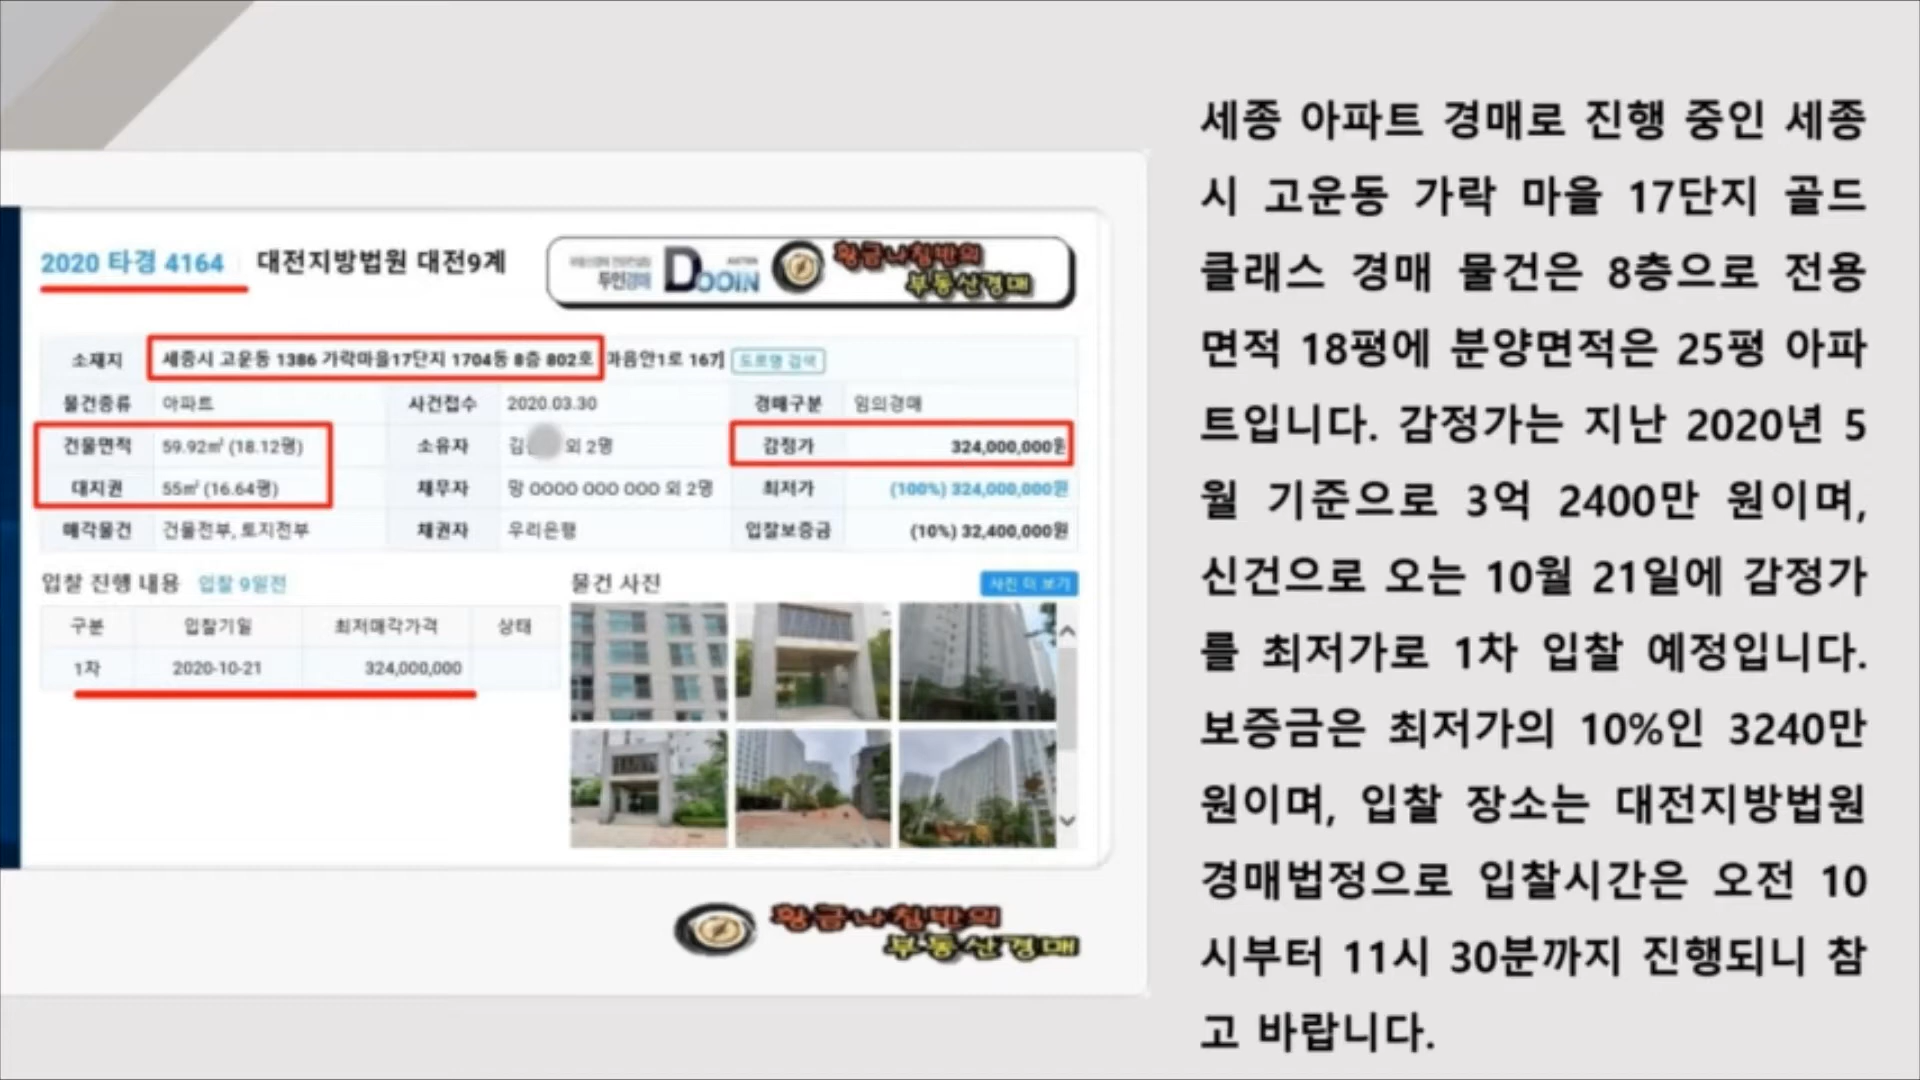 2020 타경 4164 대전지방법원 대전9계
두인경매 DOOIN 황금나침반의
부동산경매
소재지 세종시 고운동 1386 가락마을17단지 1704동 8층 802호 마음안1로 167] 도로명 검색
물건종류 아파트 사건접수 2020.03.30 경매구분 임의경매
건물면적 59.92㎡ (18.12평) 소유자 김 외 2명 감정가 324,000,000원
대지권 55㎡ (16.64평) 채무자 망 OOOO OOO OOO 외 2명 최저가 (100%) 324,000,000원
매각물건 건물전부, 토지전부 채권자 우리은행 입찰보증금 (10%) 32,400,000원
입찰 진행 내용 입찰 9일전 물건 사진 사진 더 보기
구분 입찰기일 최저매각가격 상태
1차 2020-10-21 324,000,000
황금나침반의
부동산경매
세종 아파트 경매로 진행 중인 세종
시 고운동 가락 마을 17단지 골드
클래스 경매 물건은 8층으로 전용
면적 18평에 분양면적은 25평 아파
트입니다. 감정가는 지난 2020년 5
월 기준으로 3억 2400만 원이며,
신건으로 오는 10월 21일에 감정가
를 최저가로 1차 입찰 예정입니다.
보증금은 최저가의 10%인 3240만
원이며, 입찰 장소는 대전지방법원
경매법정으로 입찰시간은 오전 10
시부터 11시 30분까지 진행되니 참
고 바랍니다.